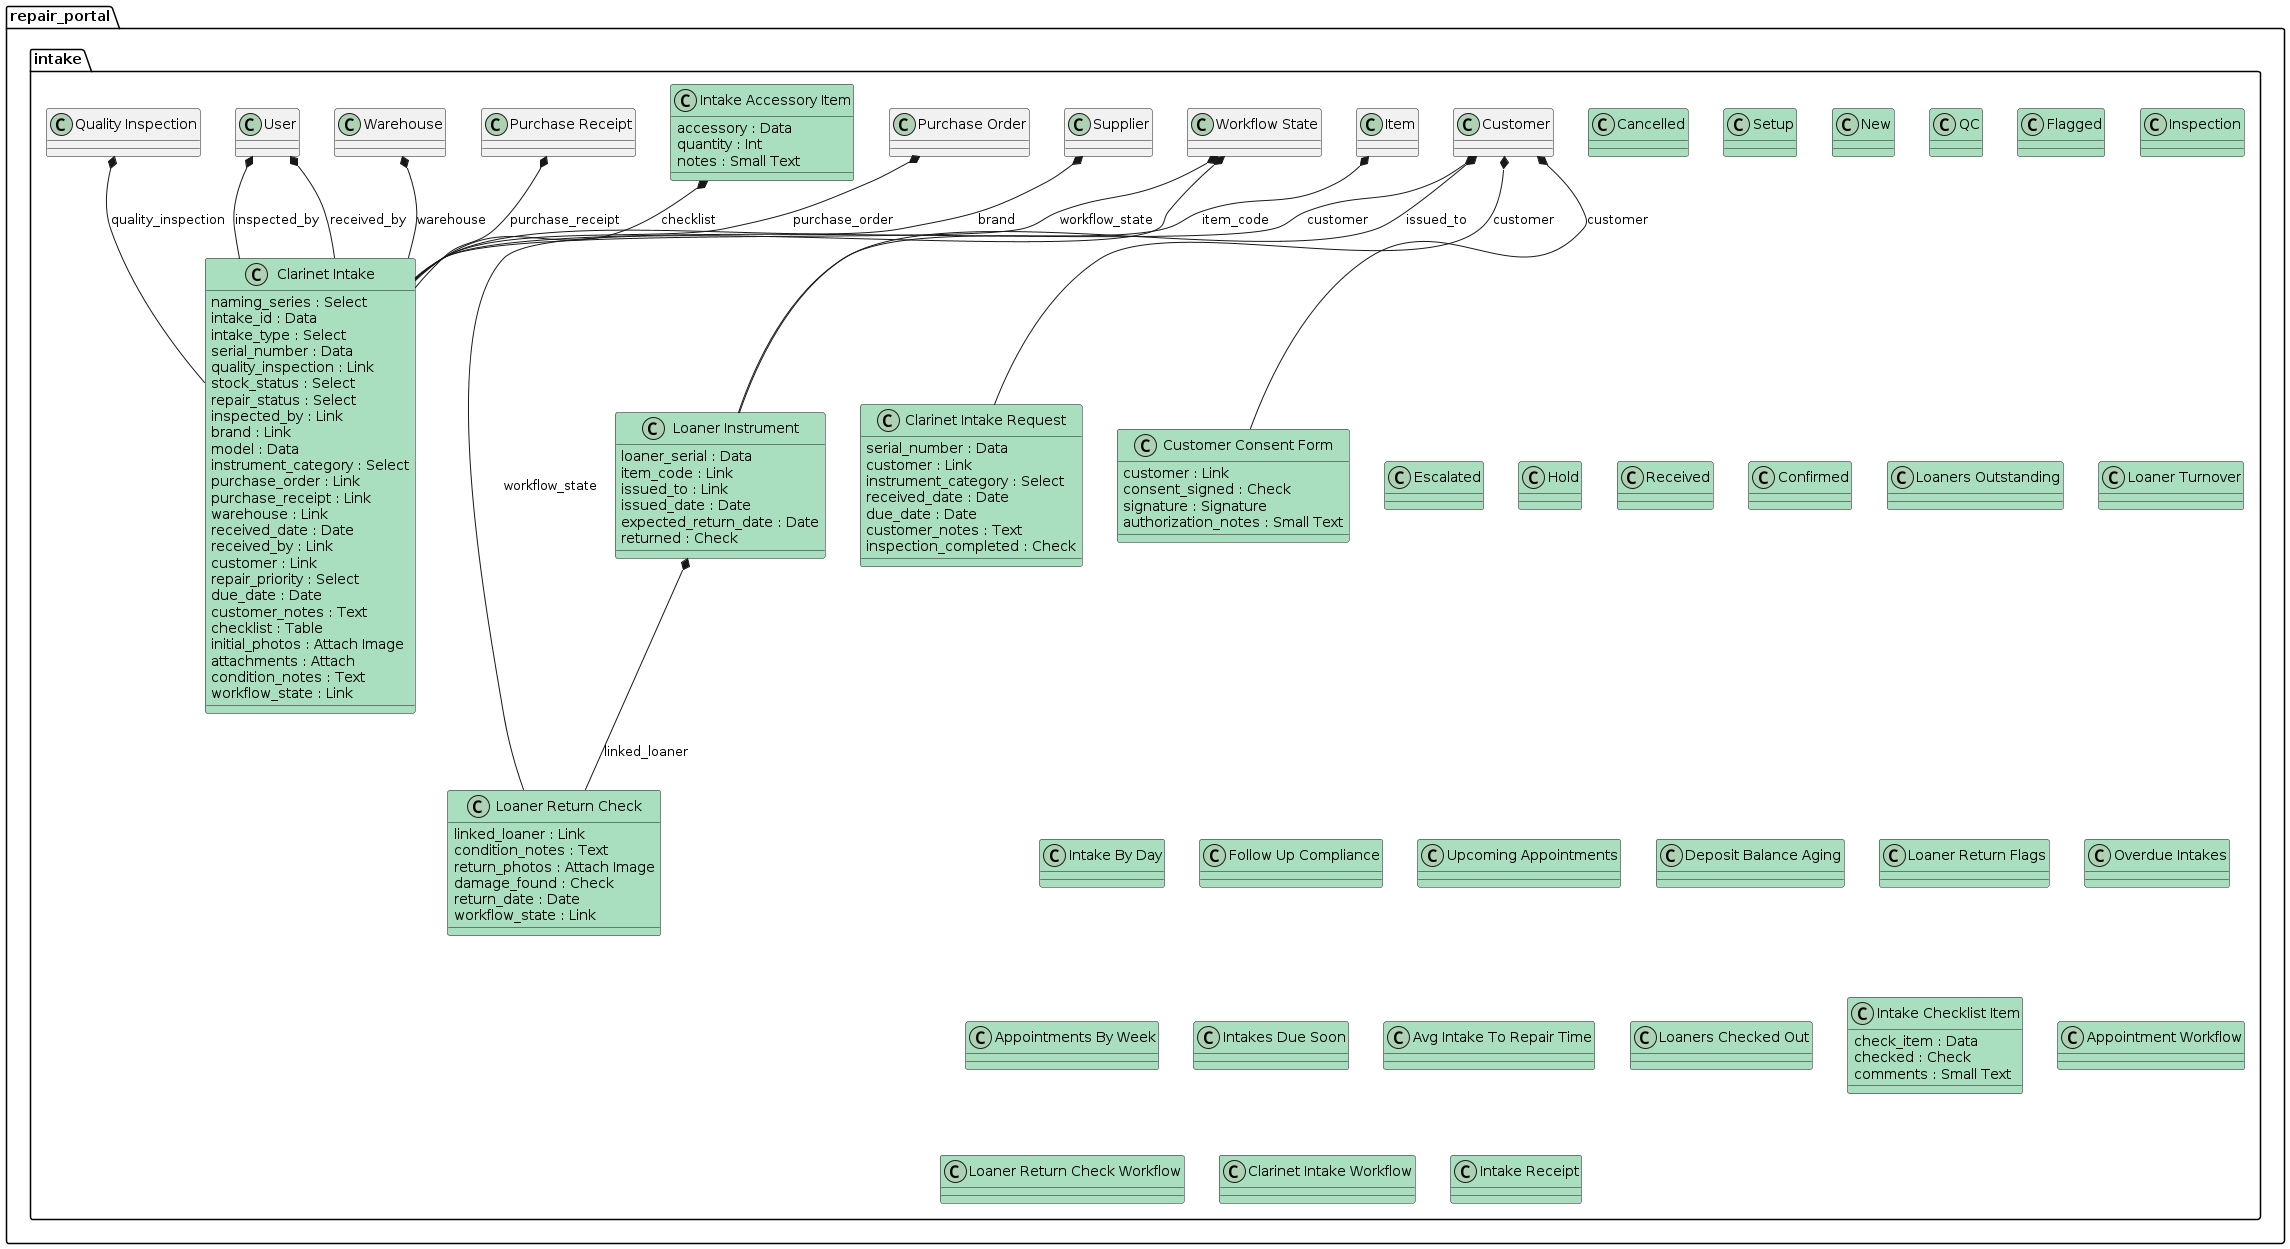 repair_portal
intake
C Quality Inspection
C User
C Warehouse
C Purchase Receipt
C Intake Accessory Item
accessory : Data
quantity : Int
notes : Small Text
C Purchase Order
C Supplier
C Workflow State
C Item
C Customer
C Cancelled
C Setup
C New
C QC
C Flagged
C Inspection
quality_inspection
inspected_by
received_by
warehouse
purchase_receipt
checklist
purchase_order
brand
workflow_state
item_code
customer
issued_to
customer
customer
C Clarinet Intake
naming_series : Select
intake_id : Data
intake_type : Select
serial_number : Data
quality_inspection : Link
stock_status : Select
repair_status : Select
inspected_by : Link
brand : Link
model : Data
instrument_category : Select
purchase_order : Link
purchase_receipt : Link
warehouse : Link
received_date : Date
received_by : Link
customer : Link
repair_priority : Select
due_date : Date
customer_notes : Text
checklist : Table
initial_photos : Attach Image
attachments : Attach
condition_notes : Text
workflow_state : Link
workflow_state
C Loaner Instrument
loaner_serial : Data
item_code : Link
issued_to : Link
issued_date : Date
expected_return_date : Date
returned : Check
C Clarinet Intake Request
serial_number : Data
customer : Link
instrument_category : Select
received_date : Date
due_date : Date
customer_notes : Text
inspection_completed : Check
C Customer Consent Form
customer : Link
consent_signed : Check
signature : Signature
authorization_notes : Small Text
C Escalated
C Hold
C Received
C Confirmed
C Loaners Outstanding
C Loaner Turnover
linked_loaner
C Loaner Return Check
linked_loaner : Link
condition_notes : Text
return_photos : Attach Image
damage_found : Check
return_date : Date
workflow_state : Link
C Intake By Day
C Follow Up Compliance
C Upcoming Appointments
C Deposit Balance Aging
C Loaner Return Flags
C Overdue Intakes
C Appointments By Week
C Intakes Due Soon
C Avg Intake To Repair Time
C Loaners Checked Out
C Intake Checklist Item
check_item : Data
checked : Check
comments : Small Text
C Appointment Workflow
C Loaner Return Check Workflow
C Clarinet Intake Workflow
C Intake Receipt